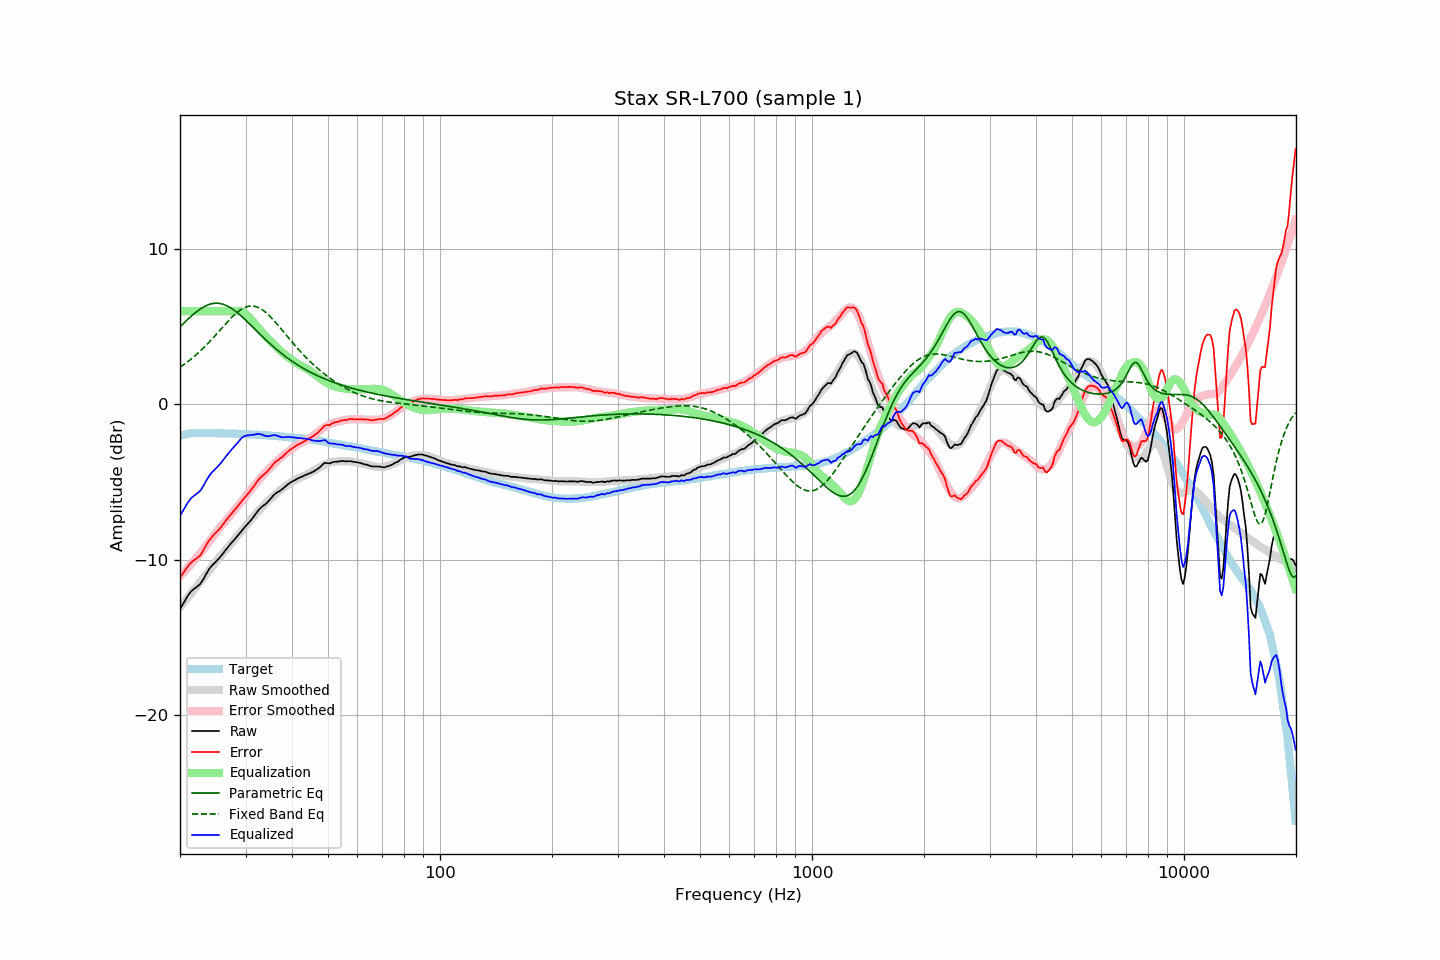 Stax SR-L700 (sample 1)
10
0
−10
−20
Amplitude (dBr)
Target
Raw Smoothed
Error Smoothed
Raw
Error
Equalization
Parametric Eq
Fixed Band Eq
Equalized
100
1000
10000
Frequency (Hz)